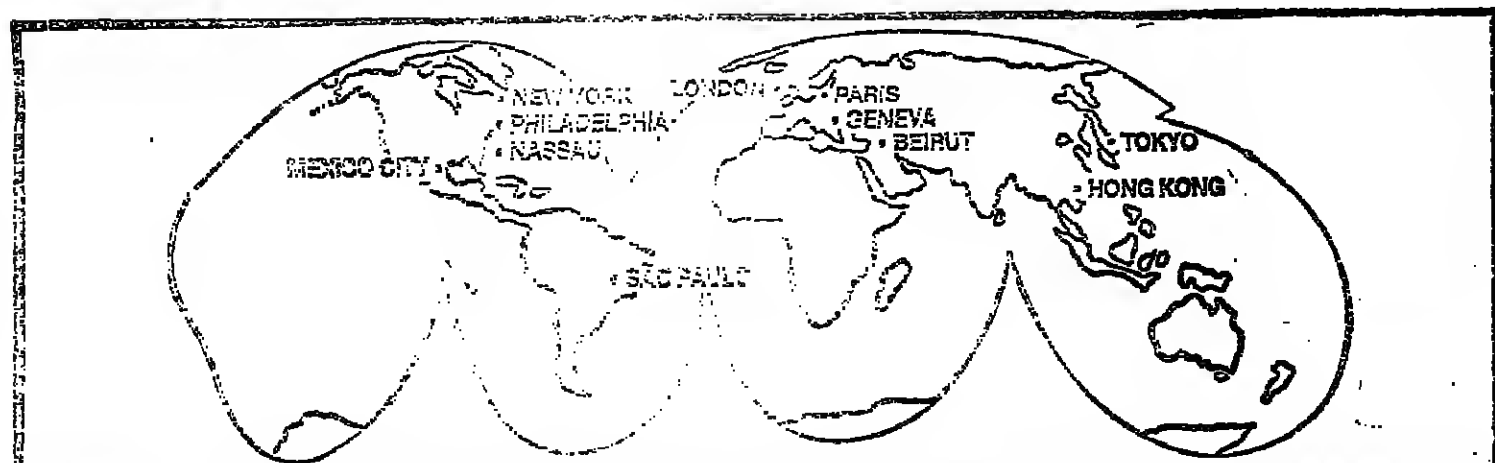 NEW YORK
LONDON
PARIS
PHILADELPHIA
GENEVA
NASSAU
BEIRUT
TOKYO
MEXICO CITY
HONG KONG
SÃO PAULO